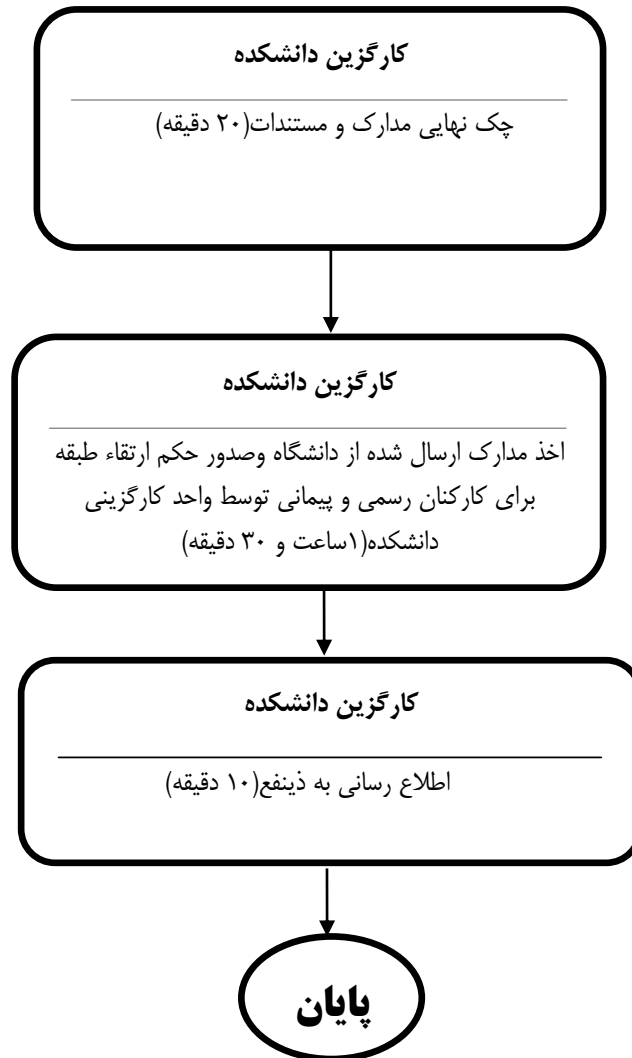 کارگزین دانشکده
چک نهایی مدارک و مستندات(۲۰ دقیقه)
کارگزین دانشکده
اخذ مدارک ارسال شده از دانشگاه وصدور حکم ارتقاء طبقه
برای کارکنان رسمی و پیمانی توسط واحد کارگزینی
دانشکده(۱ساعت و ۳۰ دقیقه)
کارگزین دانشکده
اطلاع رسانی به ذینفع(۱۰ دقیقه)
پایان